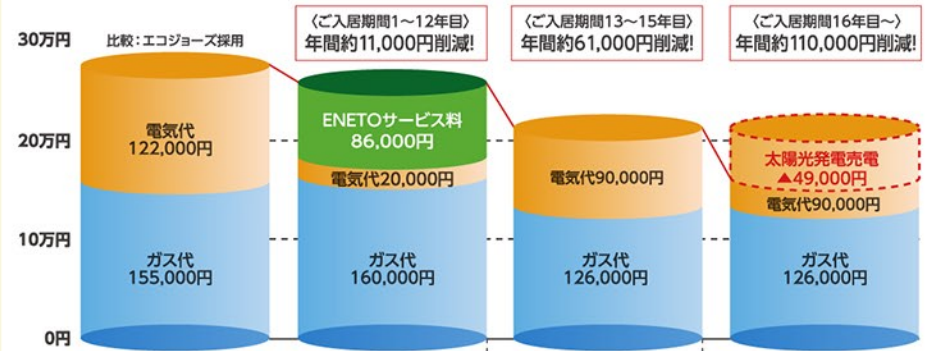 〈ご入居期間1〜12年目〉
年間約11,000円削減!
〈ご入居期間13〜15年目〉
年間約61,000円削減!
〈ご入居期間16年目〜〉
年間約110,000円削減!
30万円
20万円
10万円
0円
比較：エコジョーズ採用
電気代
122,000円
ガス代
155,000円
ENETOサービス料
86,000円
電気代20,000円
ガス代
160,000円
電気代90,000円
ガス代
126,000円
太陽光発電売電
▲49,000円
電気代90,000円
ガス代
126,000円